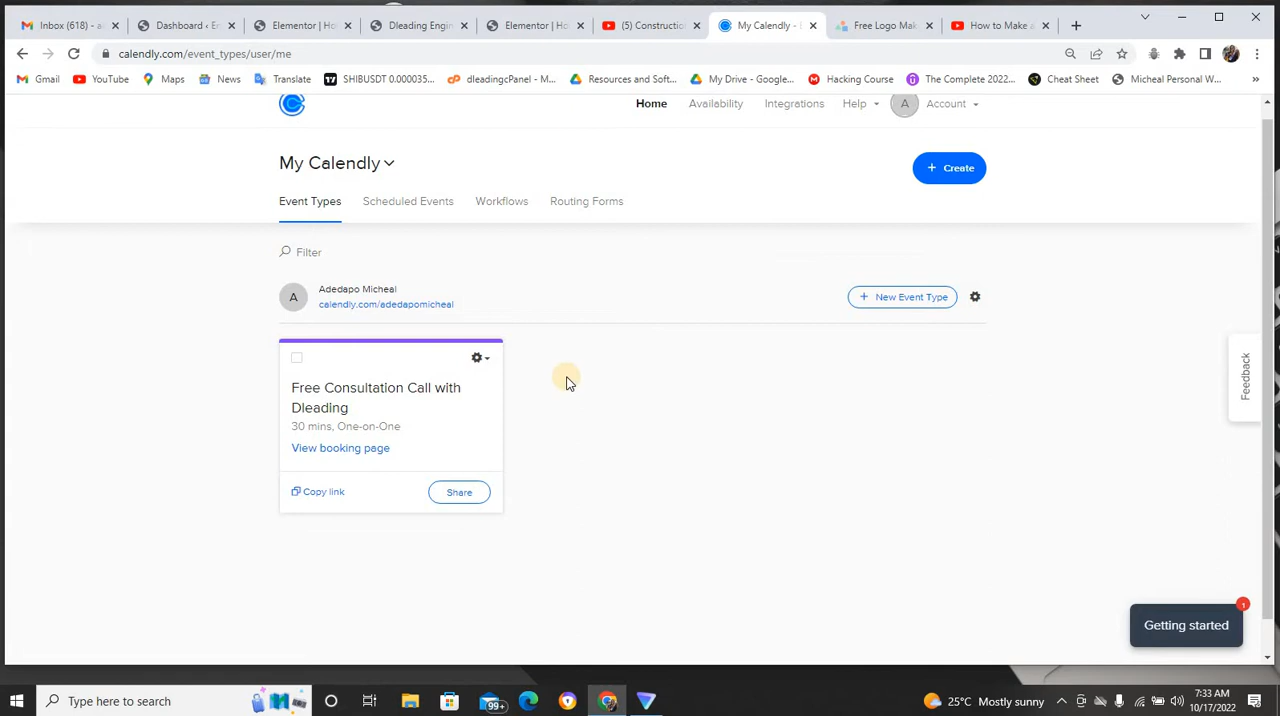 Inbox (618) - a
Dashboard ‹ E
Elementor | Ho
Dleading Engin
Elementor | Ho
(5) Constructio
My Calendly -
Free Logo Mak
How to Make a
calendly.com/event_types/user/me
Gmail
YouTube
Maps
News
Translate
SHIBUSDT 0.000035...
dleadingcPanel - M...
Resources and Soft...
My Drive - Google...
Hacking Course
The Complete 2022...
Cheat Sheet
Micheal Personal W...
»
Home
Availability
Integrations
Help
A
Account
My Calendly
+ Create
Event Types
Scheduled Events
Workflows
Routing Forms
Filter
A
Adedapo Micheal
calendly.com/adedapomicheal
+ New Event Type
Free Consultation Call with
Dleading
30 mins, One-on-One
View booking page
Copy link
Share
Feedback
1
Getting started
Type here to search
99+
25°C Mostly sunny
7:33 AM
10/17/2022